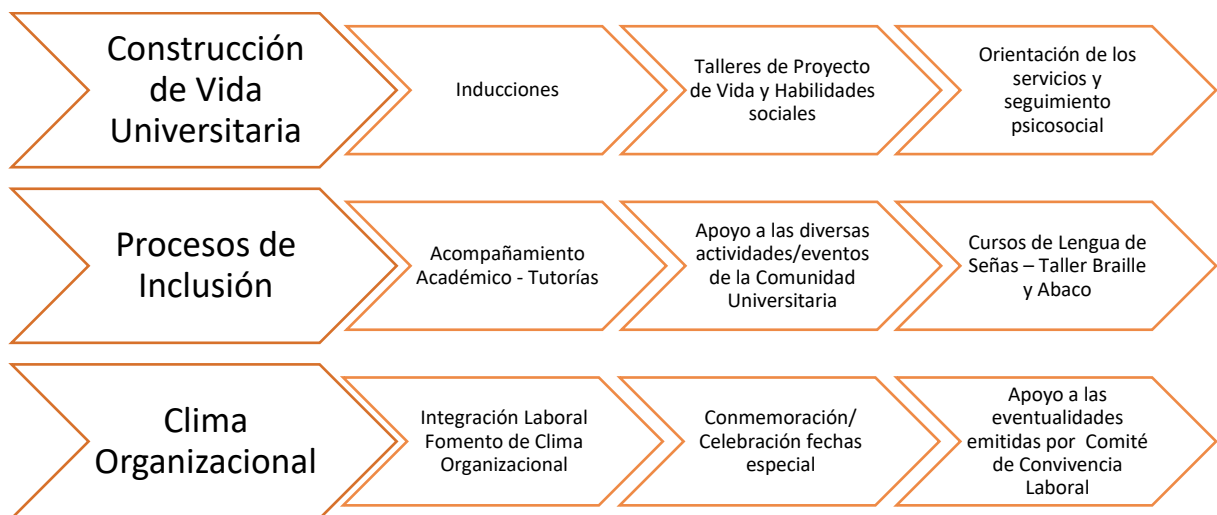 Construcción
de Vida
Universitaria
Inducciones
Talleres de Proyecto
de Vida y Habilidades
sociales
Orientación de los
servicios y
seguimiento
psicosocial
Procesos de
Inclusión
Acompañamiento
Académico - Tutorías
Apoyo a las diversas
actividades/eventos
de la Comunidad
Universitaria
Cursos de Lengua de
Señas – Taller Braille
y Abaco
Clima
Organizacional
Integración Laboral
Fomento de Clima
Organizacional
Conmemoración/
Celebración fechas
especial
Apoyo a las
eventualidades
emitidas por Comité
de Convivencia
Laboral